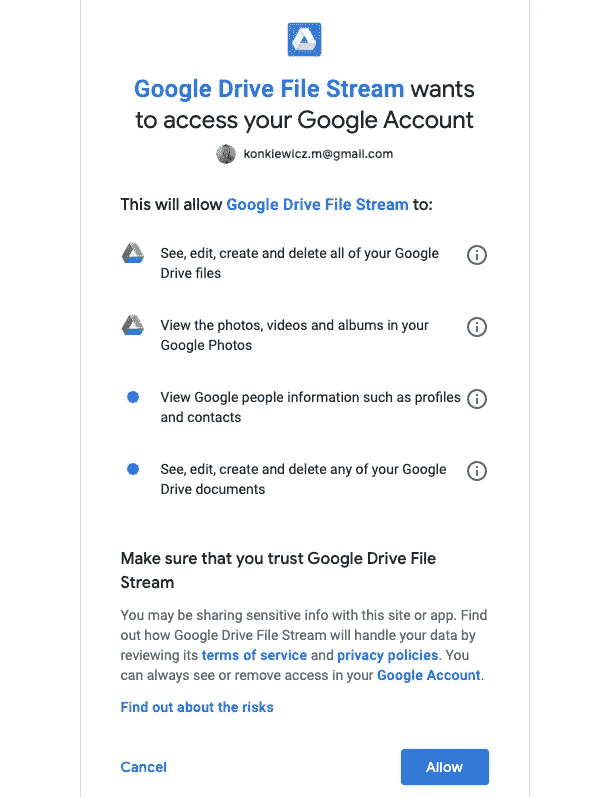 Google Drive File Stream wants
to access your Google Account
konkiewicz.m@gmail.com
This will allow Google Drive File Stream to:
See, edit, create and delete all of your Google
Drive files
View the photos, videos and albums in your
Google Photos
View Google people information such as profiles
and contacts
See, edit, create and delete any of your Google
Drive documents
Make sure that you trust Google Drive File
Stream
You may be sharing sensitive info with this site or app. Find
out how Google Drive File Stream will handle your data by
reviewing its terms of service and privacy policies. You
can always see or remove access in your Google Account.
Find out about the risks
Cancel
Allow